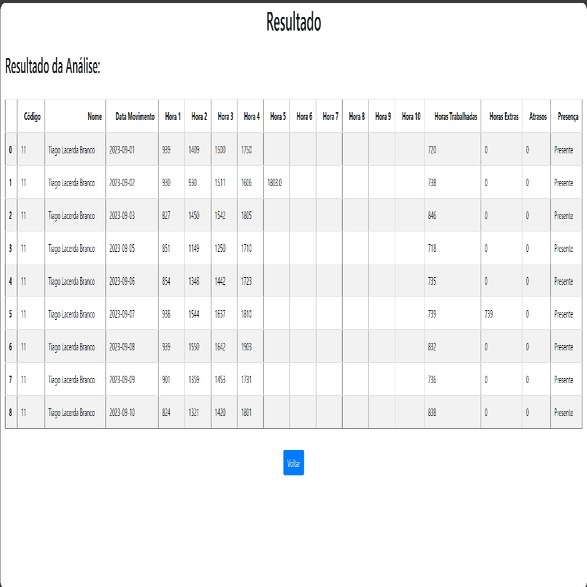 Resultado
Resultado da Análise:
Código Nome Data Movimento Hora 1 Hora 2 Hora 3 Hora 4 Hora 5 Hora 6 Hora 7 Hora 8 Hora 9 Hora 10 Horas Trabalhadas Horas Extras Atrasos Presença
0 11 Tiago Lacerda Branco 2023-09-01 939 1409 1500 1750 720 0 0 Presente
1 11 Tiago Lacerda Branco 2023-09-02 930 930 1511 1606 1803.0 738 0 0 Presente
2 11 Tiago Lacerda Branco 2023-09-03 827 1450 1542 1805 846 0 0 Presente
3 11 Tiago Lacerda Branco 2023-09-05 851 1149 1250 1710 718 0 0 Presente
4 11 Tiago Lacerda Branco 2023-09-06 854 1348 1442 1723 735 0 0 Presente
5 11 Tiago Lacerda Branco 2023-09-07 938 1544 1637 1810 739 739 0 Presente
6 11 Tiago Lacerda Branco 2023-09-08 939 1550 1642 1903 832 0 0 Presente
7 11 Tiago Lacerda Branco 2023-09-09 901 1359 1453 1731 736 0 0 Presente
8 11 Tiago Lacerda Branco 2023-09-10 824 1321 1420 1801 838 0 0 Presente
Voltar